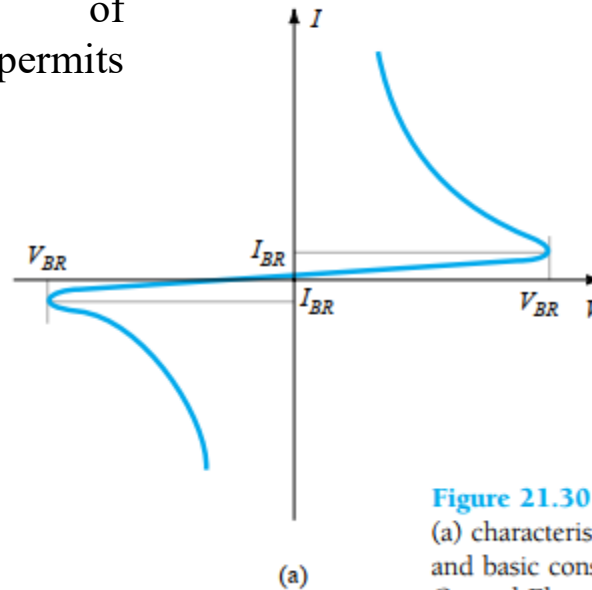 of
permits
I
V_BR
I_BR
I_BR
V_BR
(a)
Figure 21.30
(a) characteris
and basic cons